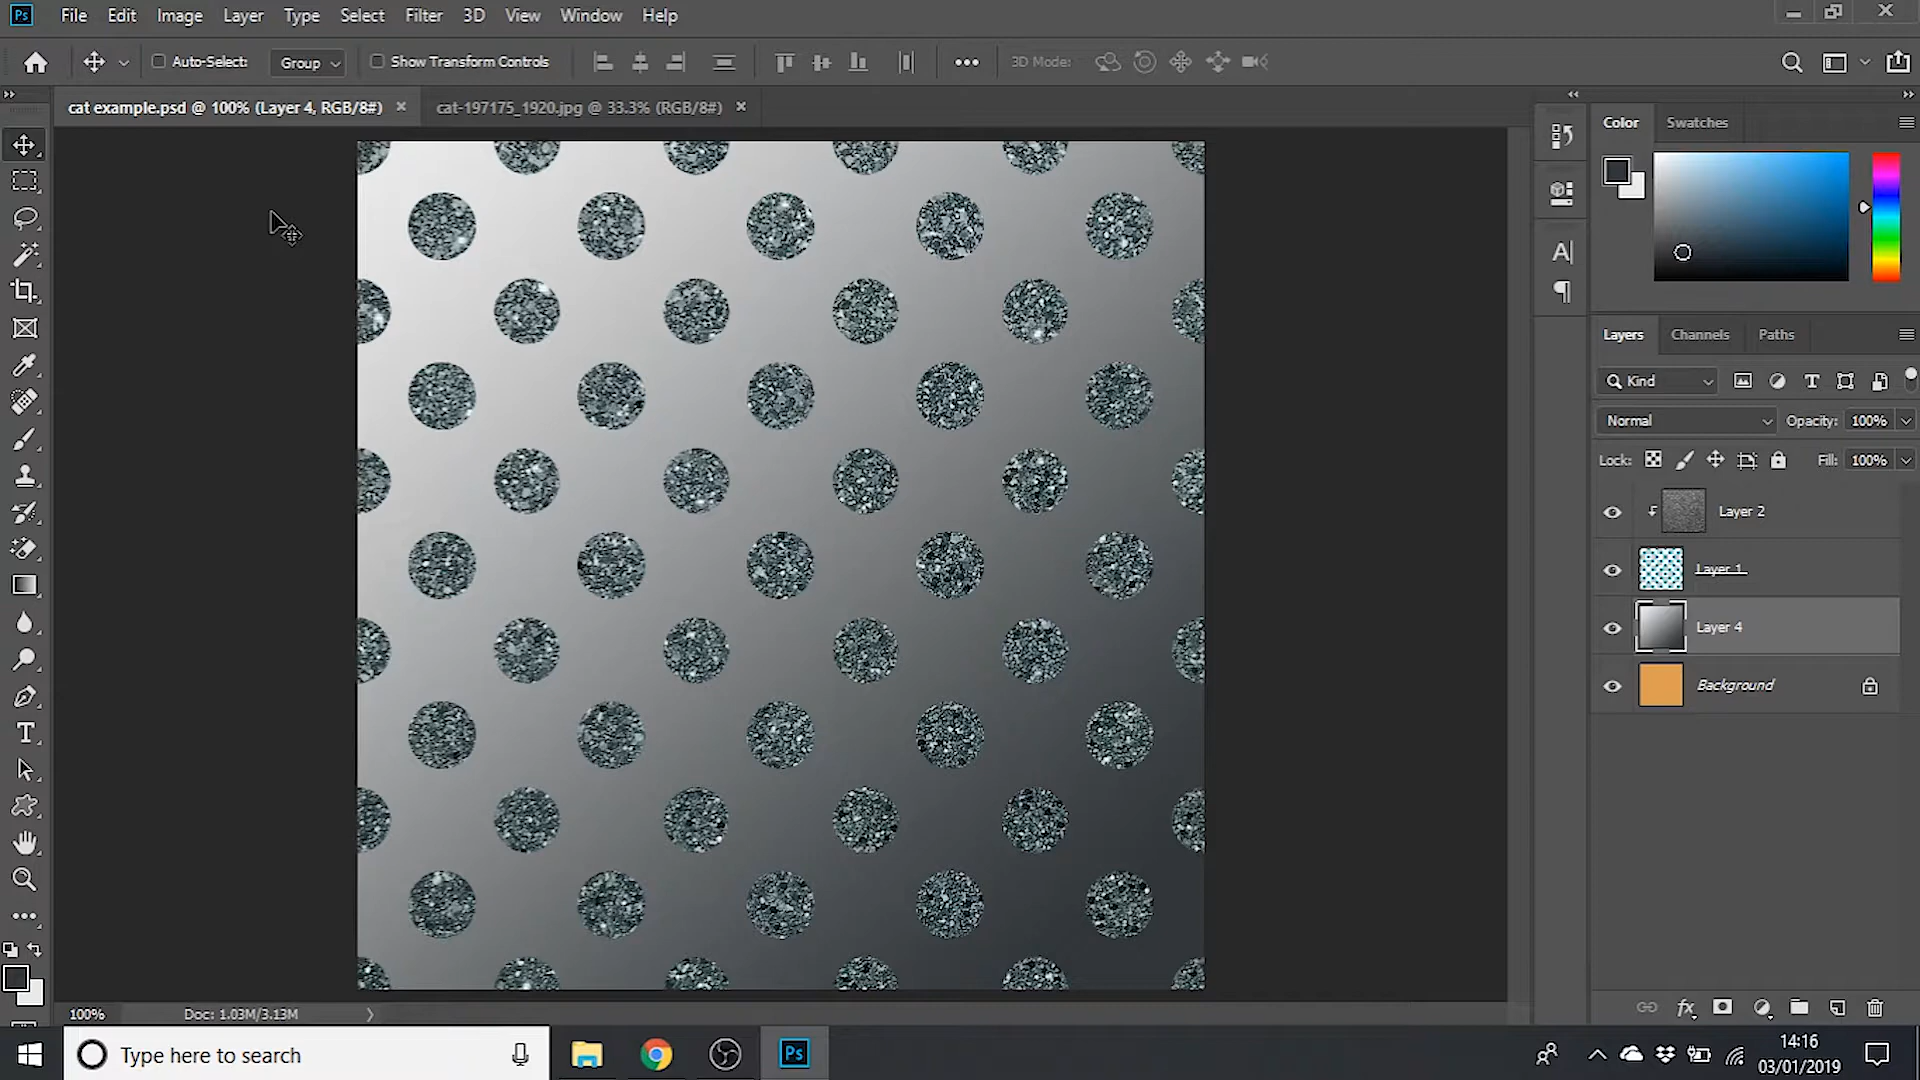 Ps File Edit Image Layer Type Select Filter 3D View Window Help
Auto-Select: Group Show Transform Controls 3D Mode:
cat example.psd @ 100% (Layer 4, RGB/8#) × cat-197175_1920.jpg @ 33.3% (RGB/8#) ×
Color Swatches
Layers Channels Paths
Kind
Normal Opacity: 100%
Lock: Fill: 100%
Layer 2
Layer 1
Layer 4
Background
100% Doc: 1.03M/3.13M
Type here to search
Ps
14:16
03/01/2019